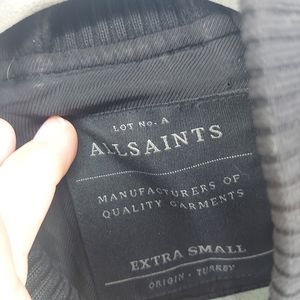 LOT No. A
ALLSAINTS
MANUFACTURERS OF
QUALITY GARMENTS
EXTRA SMALL
ORIGIN - TURKEY